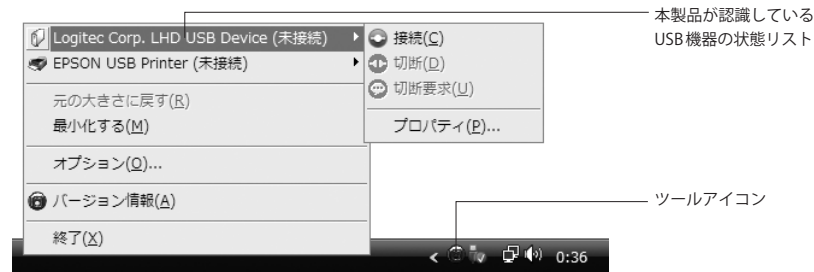 本製品が認識している
USB機器の状態リスト
Logitec Corp. LHD USB Device (未接続)
EPSON USB Printer (未接続)
元の大きさに戻す(R)
最小化する(M)
オプション(O)...
バージョン情報(A)
終了(X)
接続(C)
切断(D)
切断要求(U)
プロパティ(P)...
ツールアイコン
0:36